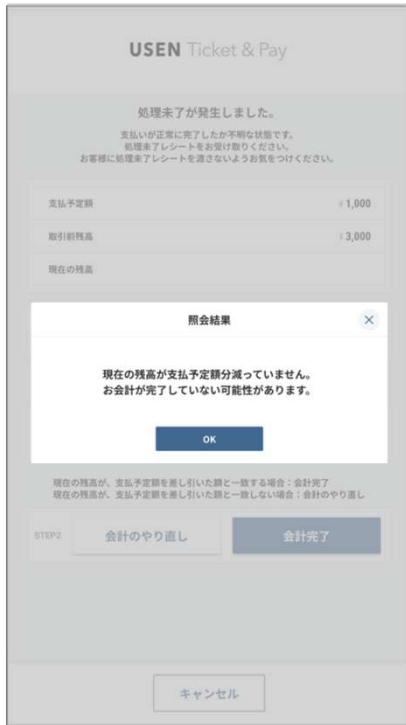 USEN Ticket & Pay
処理未了が発生しました。
支払いが正常に完了したか不明な状態です。
処理未了レシートをお受け取りください。
お客様に処理未了レシートを渡さないようお気をつけください。
支払予定額 ¥ 1,000
取引前残高 ¥ 3,000
現在の残高
照会結果 ×
現在の残高が支払予定額分減っていません。
お会計が完了していない可能性があります。
OK
現在の残高が、支払予定額を差し引いた額と一致する場合：会計完了
現在の残高が、支払予定額を差し引いた額と一致しない場合：会計のやり直し
STEP2 会計のやり直し 会計完了
キャンセル